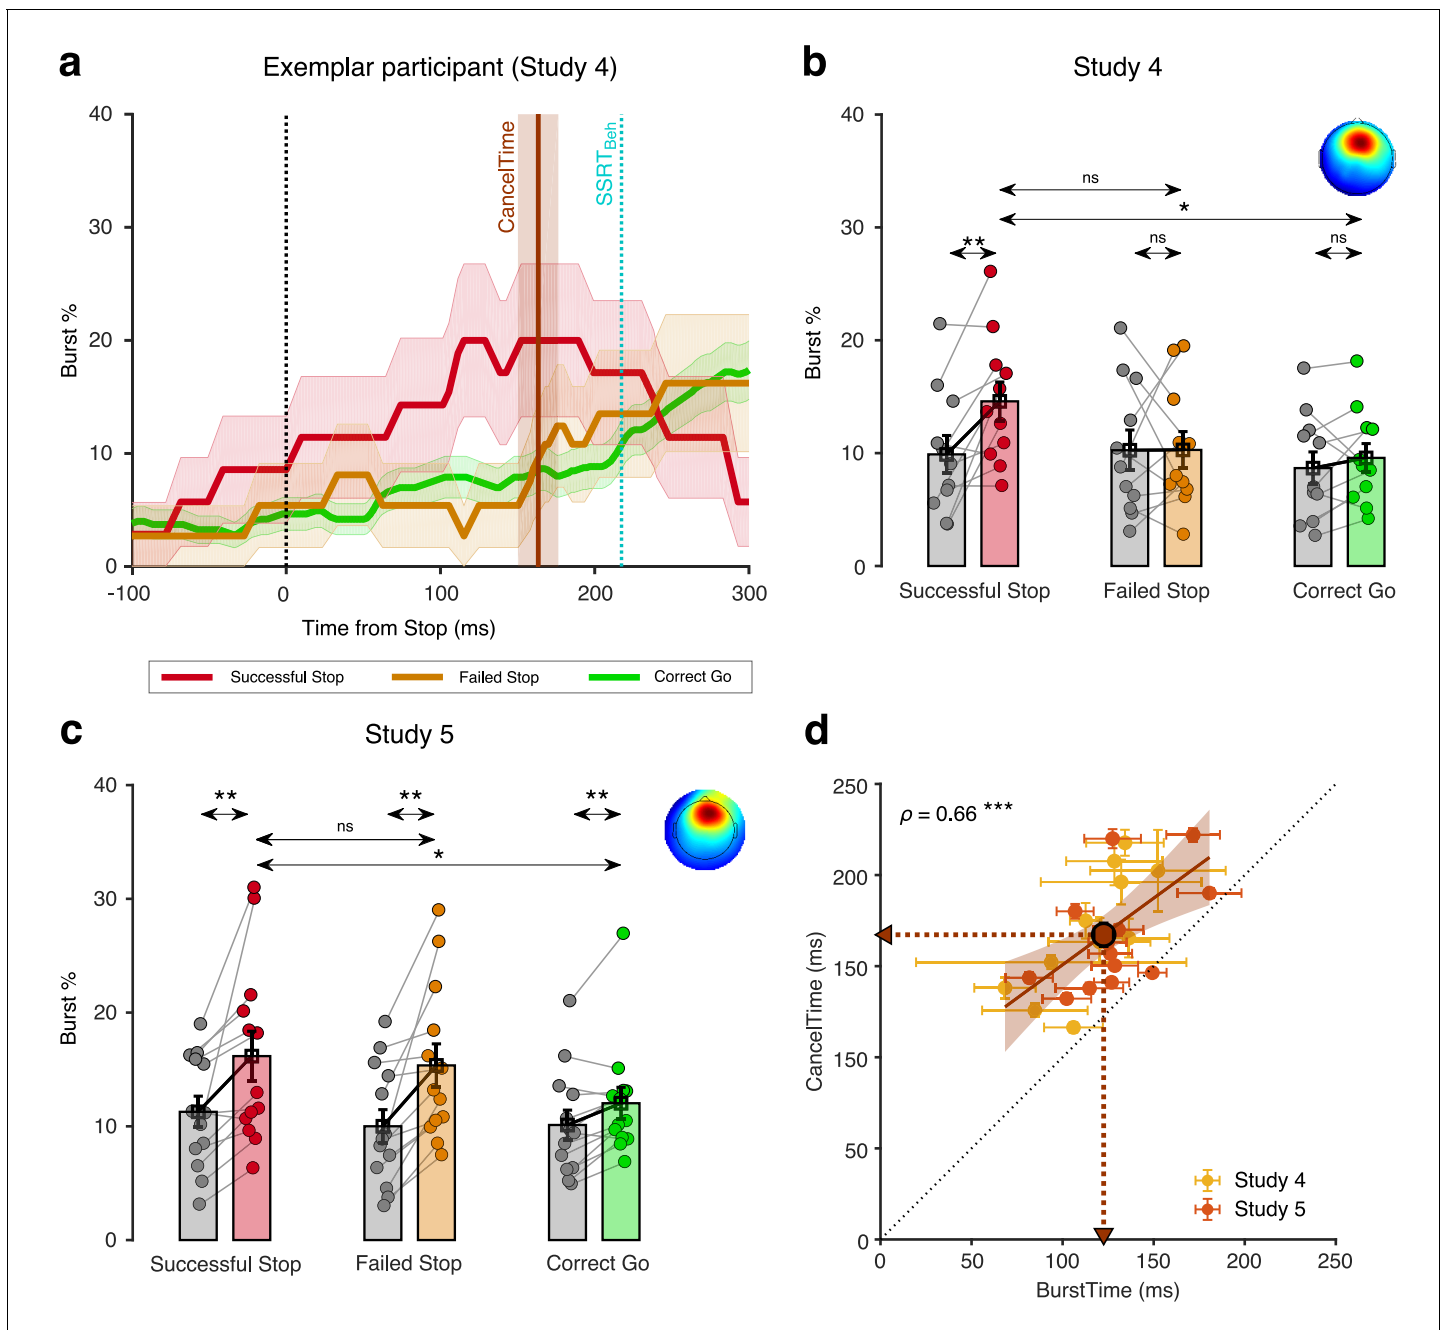 a
Exemplar participant (Study 4)
40
30
20
10
0
Burst %
CancelTime
SSRTBeh
-100
0
100
200
300
Time from Stop (ms)
Successful Stop
Failed Stop
Correct Go
b
Study 4
40
30
20
10
0
Burst %
ns
*
**
ns
ns
Successful Stop
Failed Stop
Correct Go
c
Study 5
40
30
20
10
0
Burst %
**
**
**
ns
*
Successful Stop
Failed Stop
Correct Go
d
250
200
150
150
50
0
CancelTime (ms)
ρ = 0.66 ***
Study 4
Study 5
0
50
100
150
200
250
BurstTime (ms)